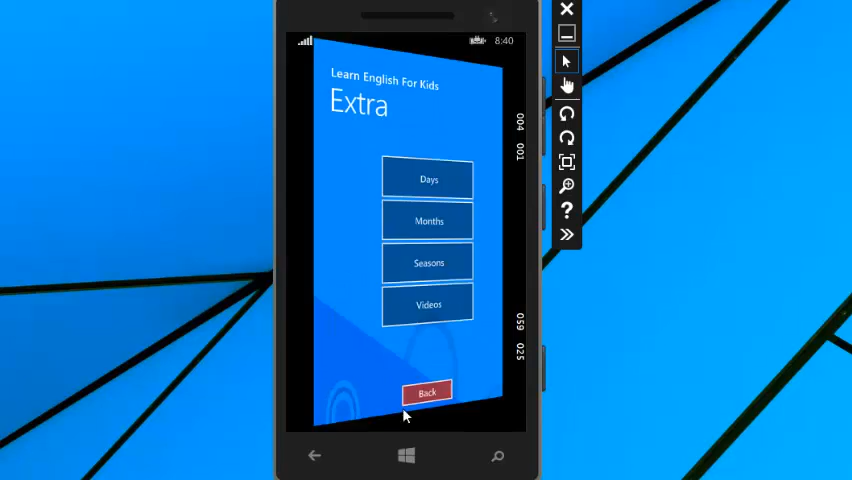 8:40
Learn English For Kids
Extra
004 001
Days
Months
Seasons
Videos
059 025
Back
?